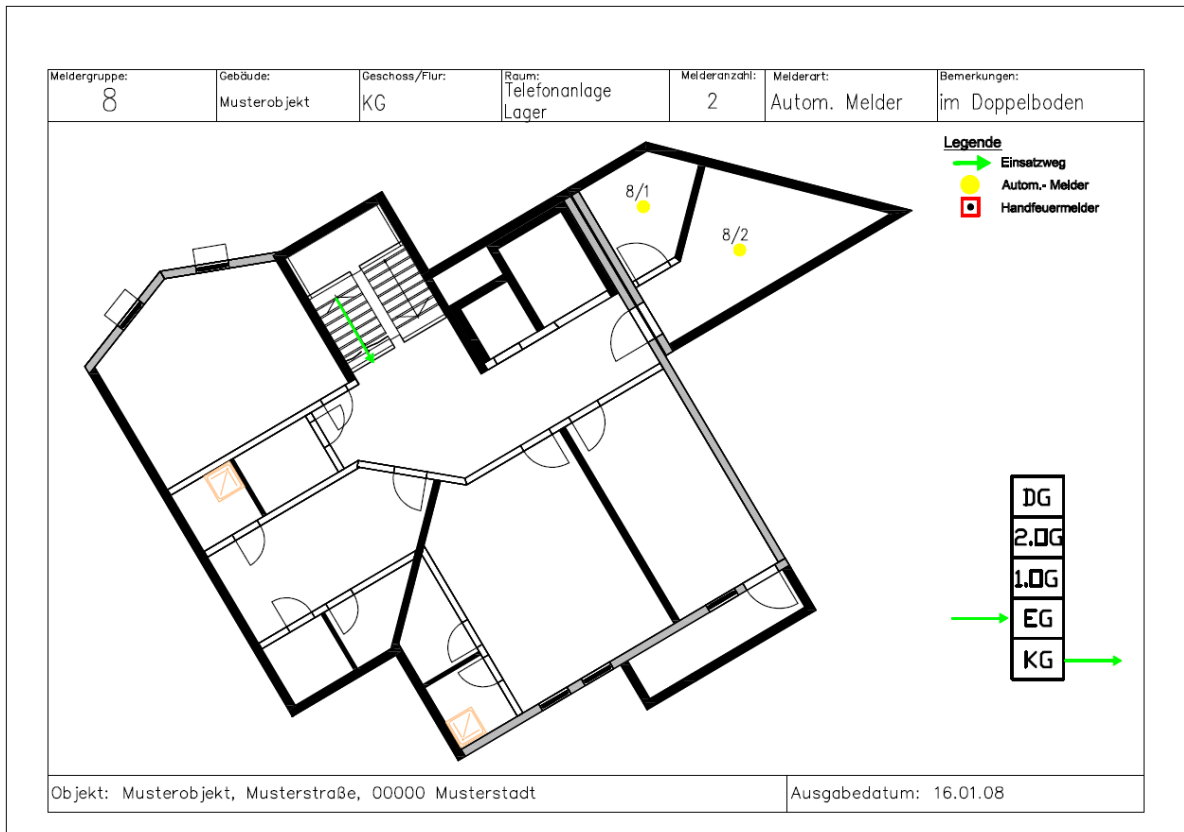 Meldergruppe:
8
Gebäude:
Musterobjekt
Geschoss/Flur:
KG
Raum:
Telefonanlage
Lager
Melderanzahl:
2
Melderart:
Autom. Melder
Bemerkungen:
im Doppelboden
Legende
Einsatzweg
Autom.- Melder
Handfeuermelder
8/1
8/2
DG
2.OG
1.OG
EG
KG
Objekt: Musterobjekt, Musterstraße, 00000 Musterstadt
Ausgabedatum: 16.01.08